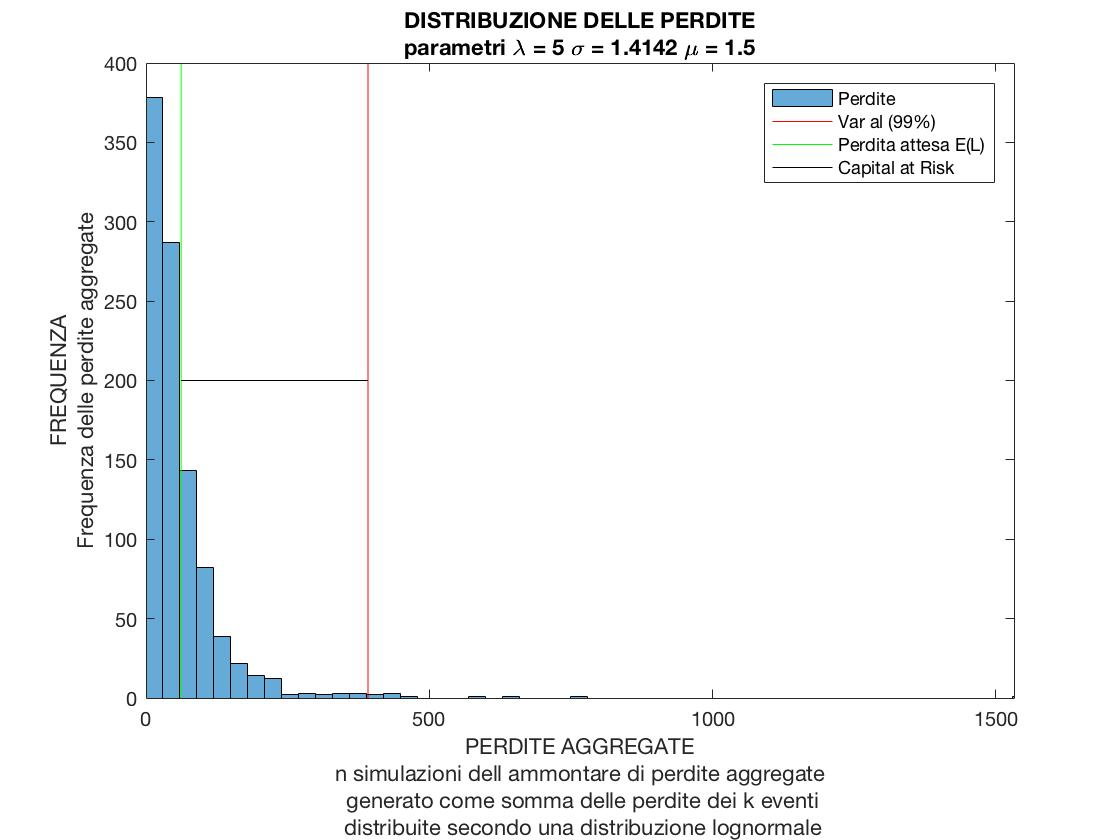 DISTRIBUZIONE DELLE PERDITE
parametri λ = 5 σ = 1.4142 μ = 1.5
400
350
300
250
200
150
100
50
0
FREQUENZA
Frequenza delle perdite aggregate
Perdite
Var al (99%)
Perdita attesa E(L)
Capital at Risk
0
500
1000
1500
PERDITE AGGREGATE
n simulazioni dell ammontare di perdite aggregate
generato come somma delle perdite dei k eventi
distribuite secondo una distribuzione lognormale